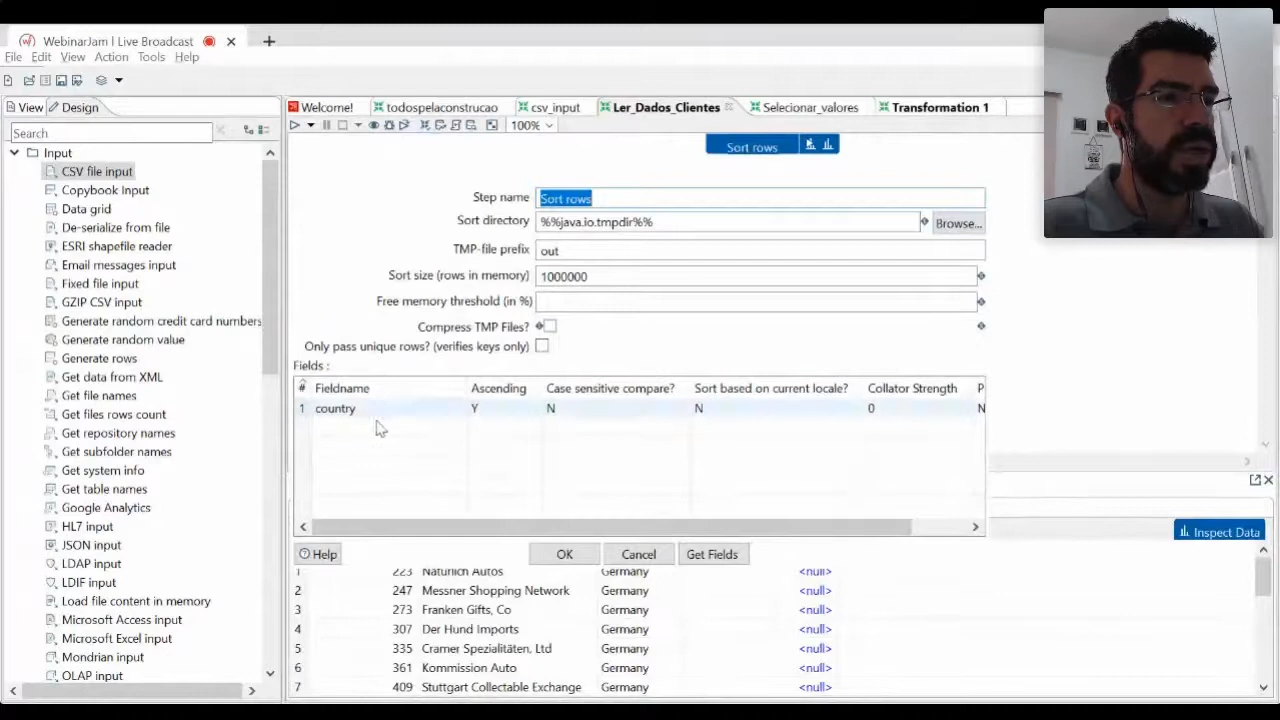 WebinarJam | Live Broadcast
File Edit View Action Tools Help
View Design
Welcome! todospelaconstrucao csv_input Ler_Dados_Clientes Selecionar_valores Transformation 1
100%
Search
Sort rows
Input
CSV file input
Copybook Input
Data grid
De-serialize from file
ESRI shapefile reader
Email messages input
Fixed file input
GZIP CSV input
Generate random credit card numbers
Generate random value
Generate rows
Get data from XML
Get file names
Get files rows count
Get repository names
Get subfolder names
Get system info
Get table names
Google Analytics
HL7 input
JSON input
LDAP input
LDIF input
Load file content in memory
Microsoft Access input
Microsoft Excel input
Mondrian input
OLAP input
Step name Sort rows
Sort directory %%java.io.tmpdir%% Browse...
TMP-file prefix out
Sort size (rows in memory) 1000000
Free memory threshold (in %)
Compress TMP Files?
Only pass unique rows? (verifies keys only)
Fields :
# Fieldname Ascending Case sensitive compare? Sort based on current locale? Collator Strength P
1 country Y N N 0 N
Help OK Cancel Get Fields
Inspect Data
1 223 Natürlich Autos Germany <null>
2 247 Messner Shopping Network Germany <null>
3 273 Franken Gifts, Co Germany <null>
4 307 Der Hund Imports Germany <null>
5 335 Cramer Spezialitäten, Ltd Germany <null>
6 361 Kommission Auto Germany <null>
7 409 Stuttgart Collectable Exchange Germany <null>